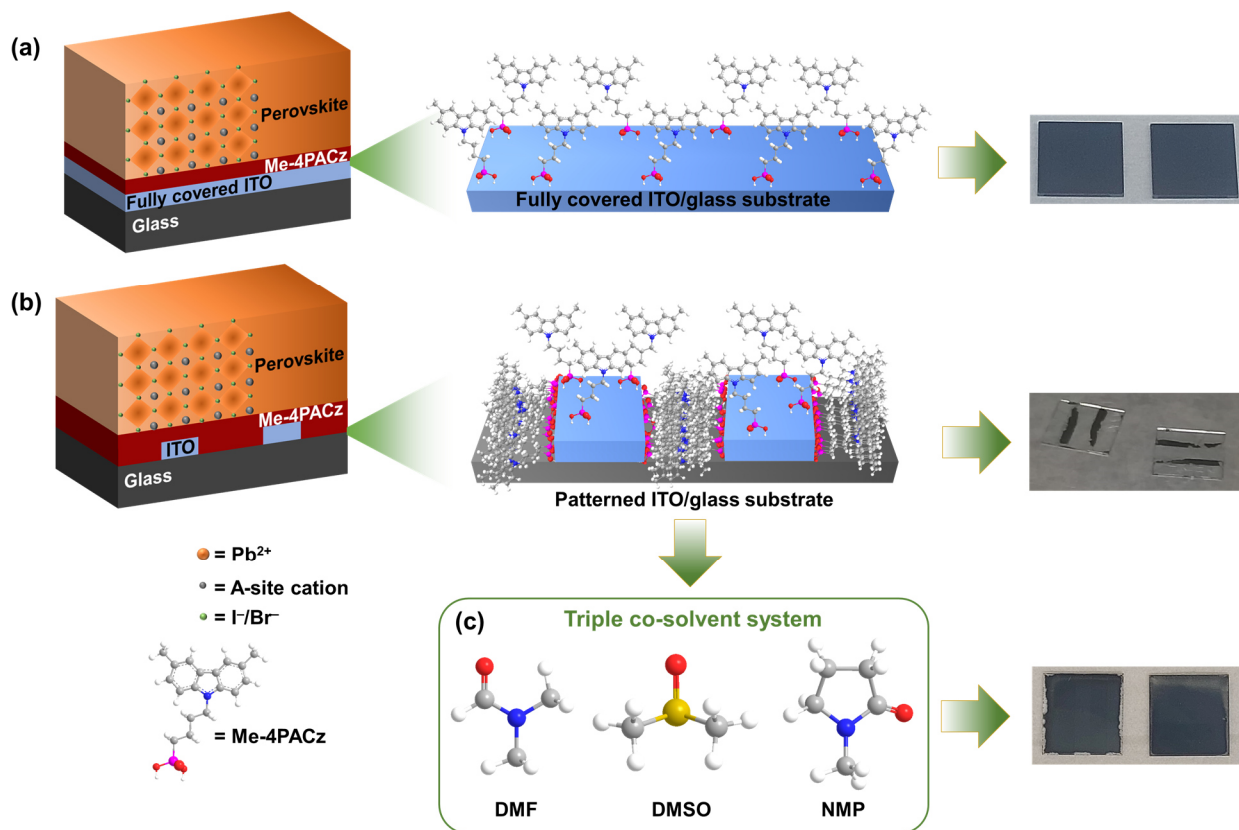 (a)
Perovskite
Me-4PACz
Fully covered ITO
Glass
Fully covered ITO/glass substrate
(b)
Perovskite
Me-4PACz
ITO
Glass
Patterned ITO/glass substrate
= Pb²⁺
= A-site cation
= I⁻/Br⁻
= Me-4PACz
(c)
Triple co-solvent system
DMF
DMSO
NMP